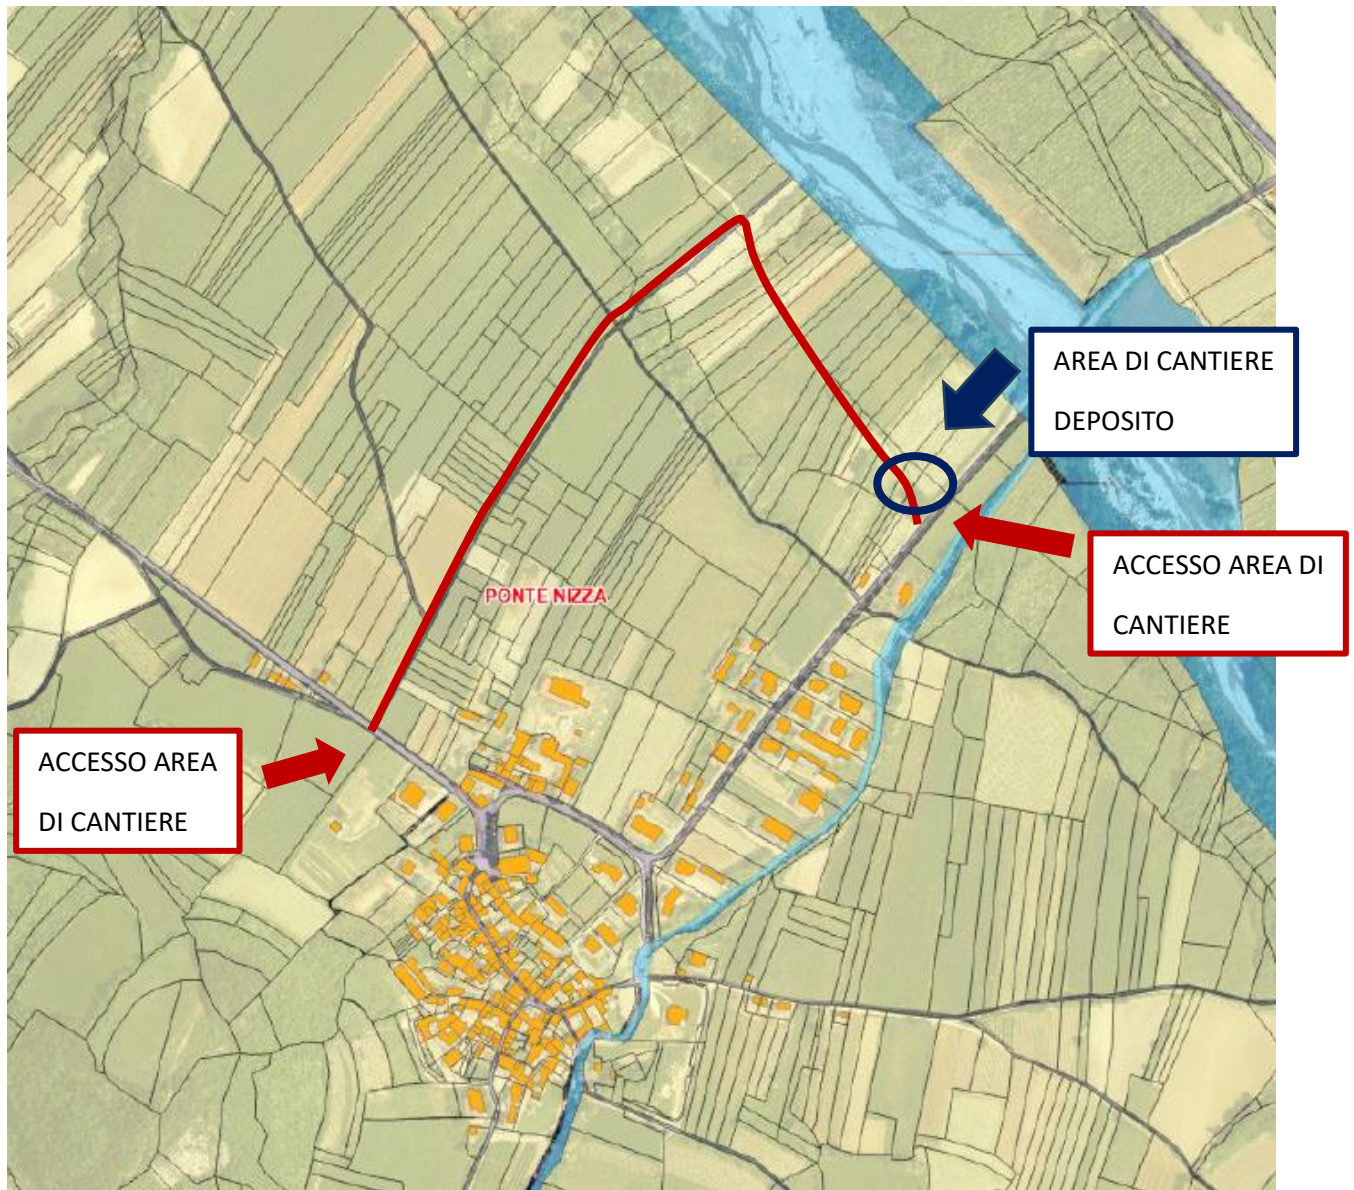 AREA DI CANTIERE
DEPOSITO
ACCESSO AREA DI
CANTIERE
PONTE NIZZA
ACCESSO AREA
DI CANTIERE